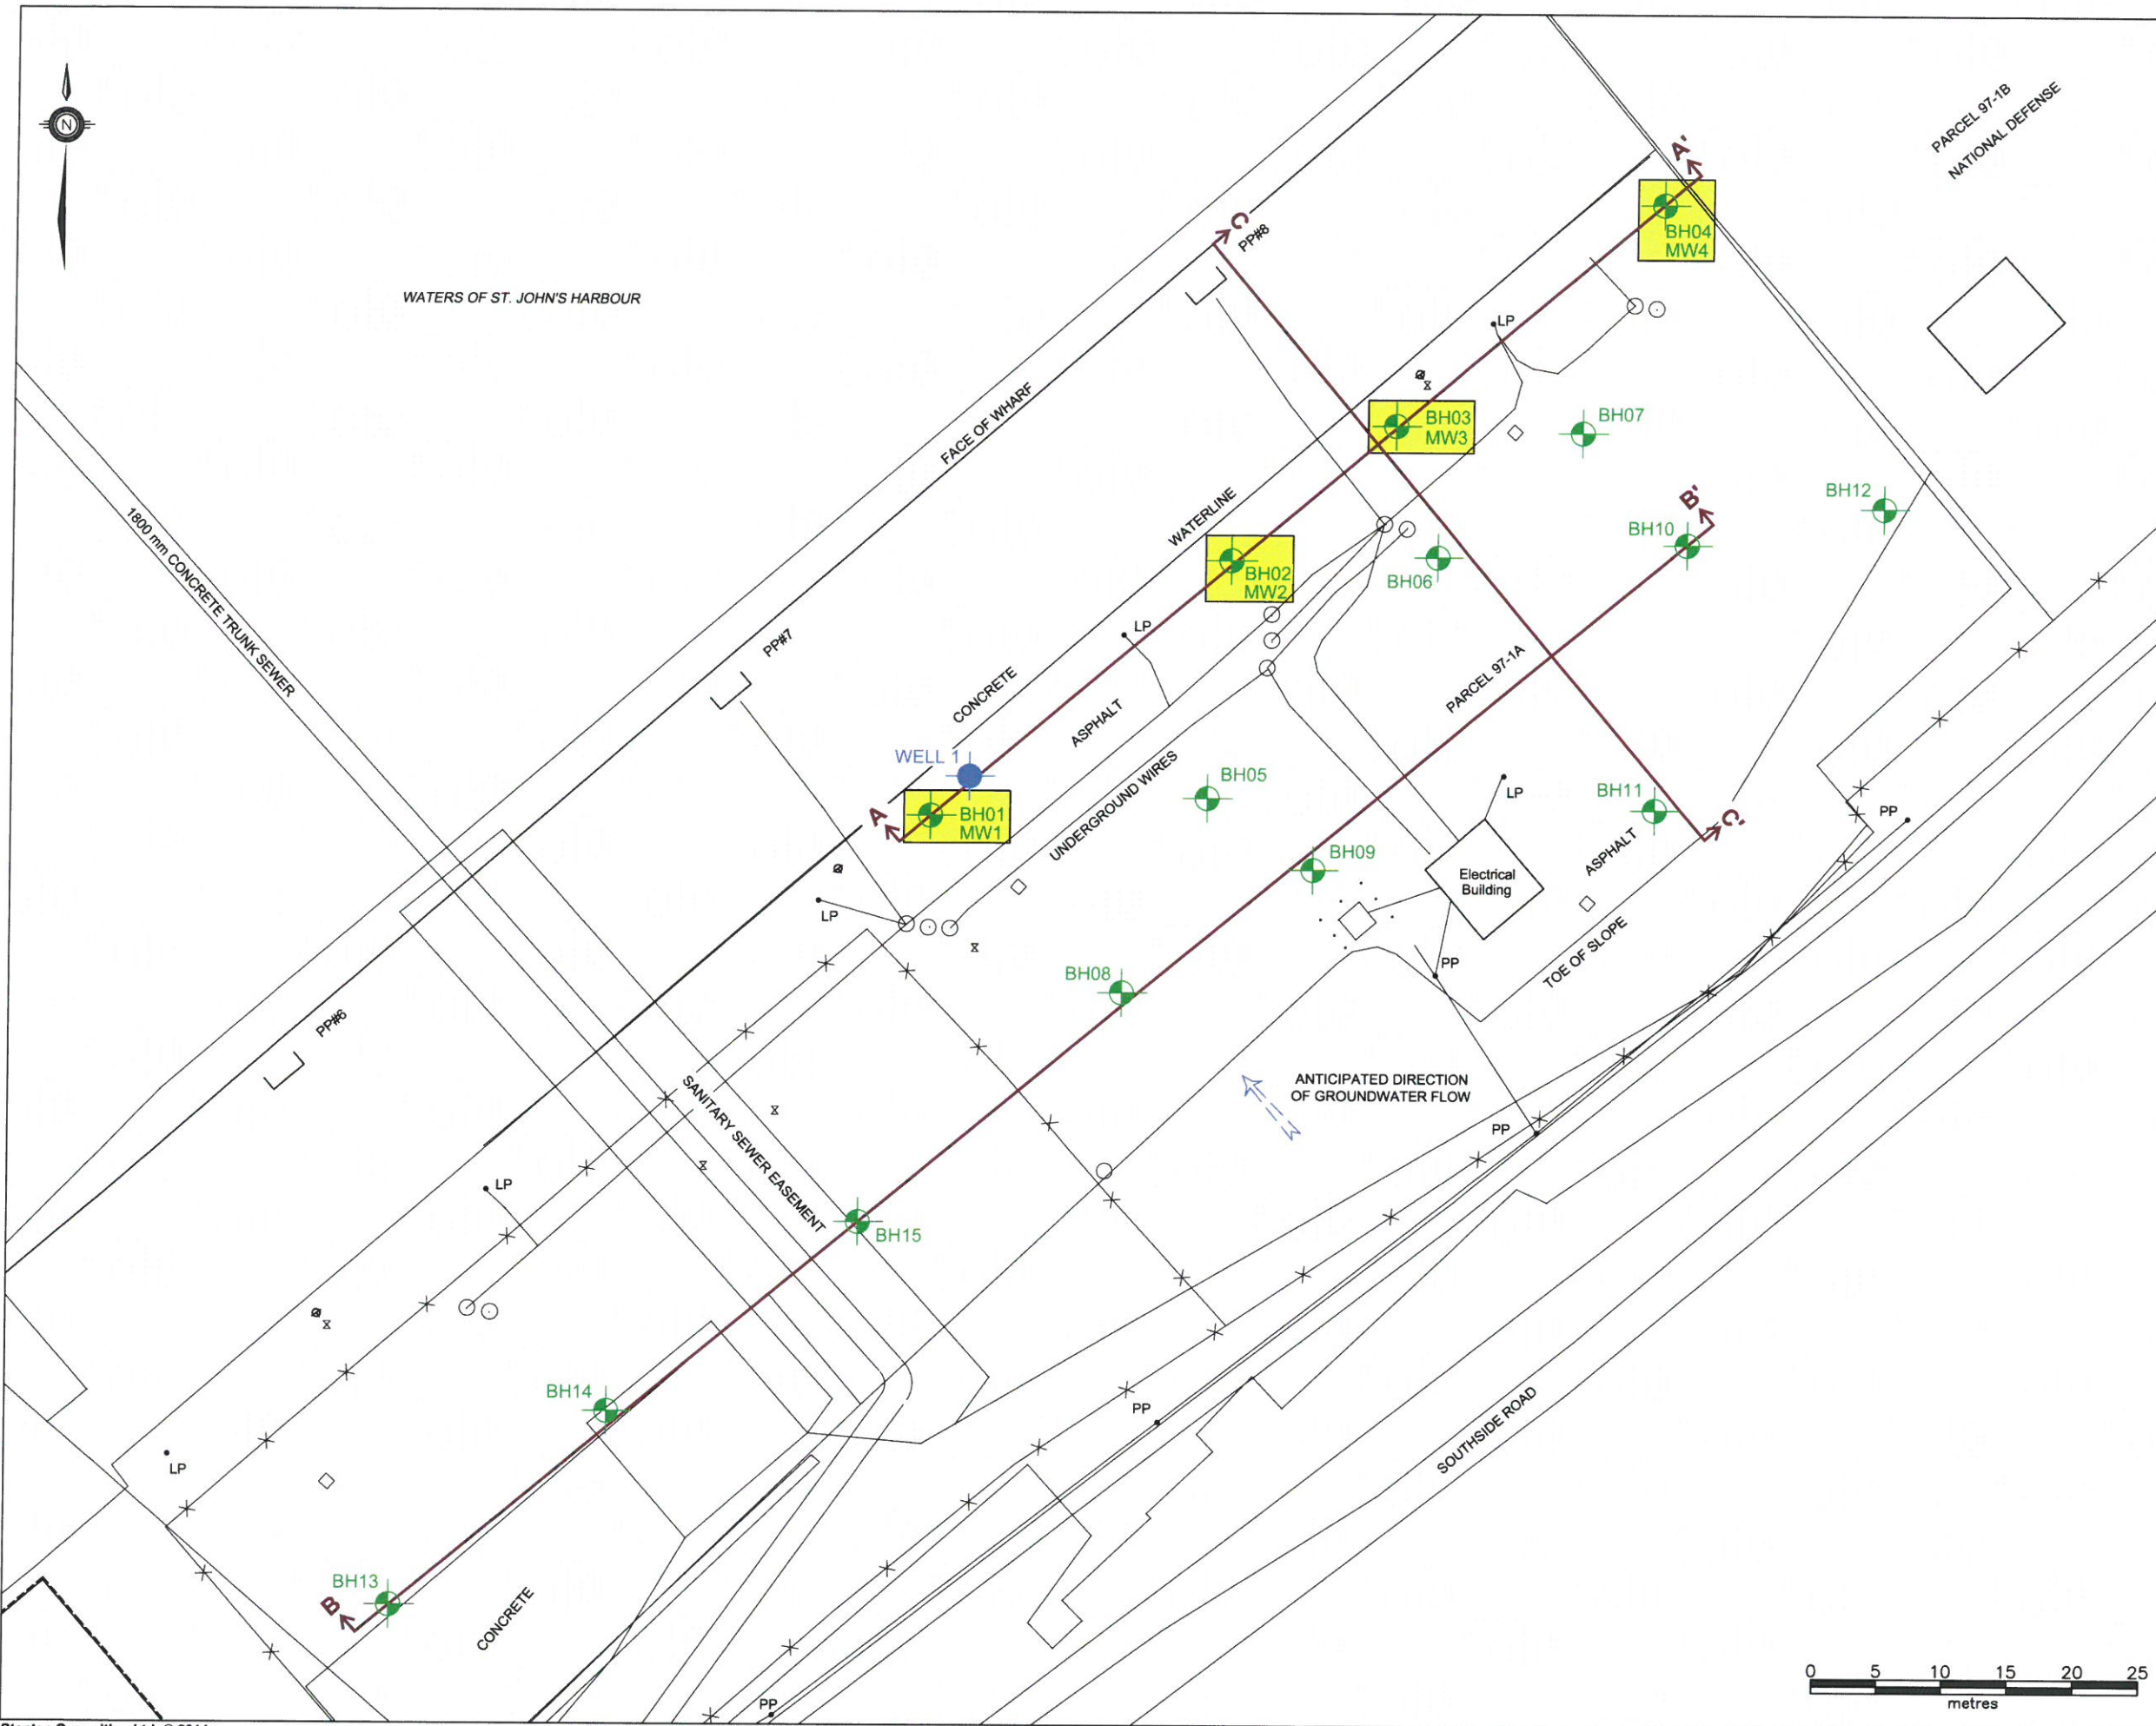 PARCEL 97-1B
NATIONAL DEFENSE
N
A'
BH04
MW4
C
PP#8
WATERS OF ST. JOHN'S HARBOUR
LP
FACE OF WHARF
BH03
MW3
BH07
WATERLINE
B'
BH12
BH10
1800 mm CONCRETE TRUNK SEWER
BH02
MW2
BH06
PP#7
LP
PARCEL 97-1A
CONCRETE
ASPHALT
WELL 1
UNDERGROUND WIRES
BH05
LP
BH11
C'
PP
A
BH01
MW1
ASPHALT
BH09
Electrical
Building
LP
TOE OF SLOPE
PP
BH08
PP#6
ANTICIPATED DIRECTION
OF GROUNDWATER FLOW
PP
SANITARY SEWER EASEMENT
LP
BH15
BH14
PP
SOUTHSIDE ROAD
LP
BH13
B
CONCRETE
0 5 10 15 20 25
metres
PP